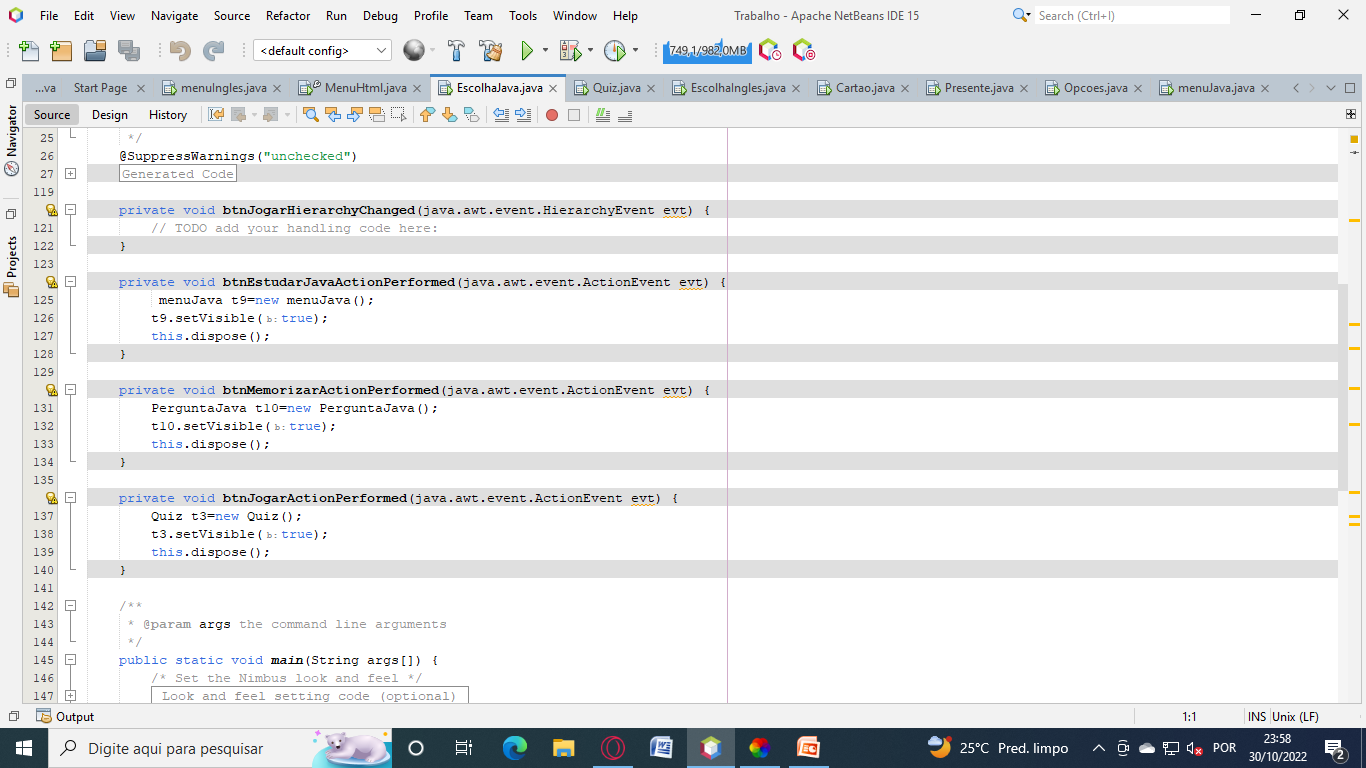 File Edit View Navigate Source Refactor Run Debug Profile Team Tools Window Help Trabalho - Apache NetBeans IDE 15 Search (Ctrl+I)
<default config> 749,1/982,0MB
...va Start Page menuIngles.java MenuHtml.java EscolhaJava.java Quiz.java EscolhaIngles.java Cartao.java Presente.java Opcoes.java menuJava.java
Navigator
Projects
Source Design History
25 */
26 @SuppressWarnings("unchecked")
27 Generated Code
119
private void btnJogarHierarchyChanged(java.awt.event.HierarchyEvent evt) {
121 // TODO add your handling code here:
122 }
123
private void btnEstudarJavaActionPerformed(java.awt.event.ActionEvent evt) {
125 menuJava t9=new menuJava();
126 t9.setVisible(b: true);
127 this.dispose();
128 }
129
private void btnMemorizarActionPerformed(java.awt.event.ActionEvent evt) {
131 PerguntaJava t10=new PerguntaJava();
132 t10.setVisible(b: true);
133 this.dispose();
134 }
135
private void btnJogarActionPerformed(java.awt.event.ActionEvent evt) {
137 Quiz t3=new Quiz();
138 t3.setVisible(b: true);
139 this.dispose();
140 }
141
142 /**
143 * @param args the command line arguments
144 */
145 public static void main(String args[]) {
146 /* Set the Nimbus look and feel */
147 Look and feel setting code (optional)
Output 1:1 INS Unix (LF)
Digite aqui para pesquisar 25°C Pred. limpo POR 23:58
30/10/2022 2